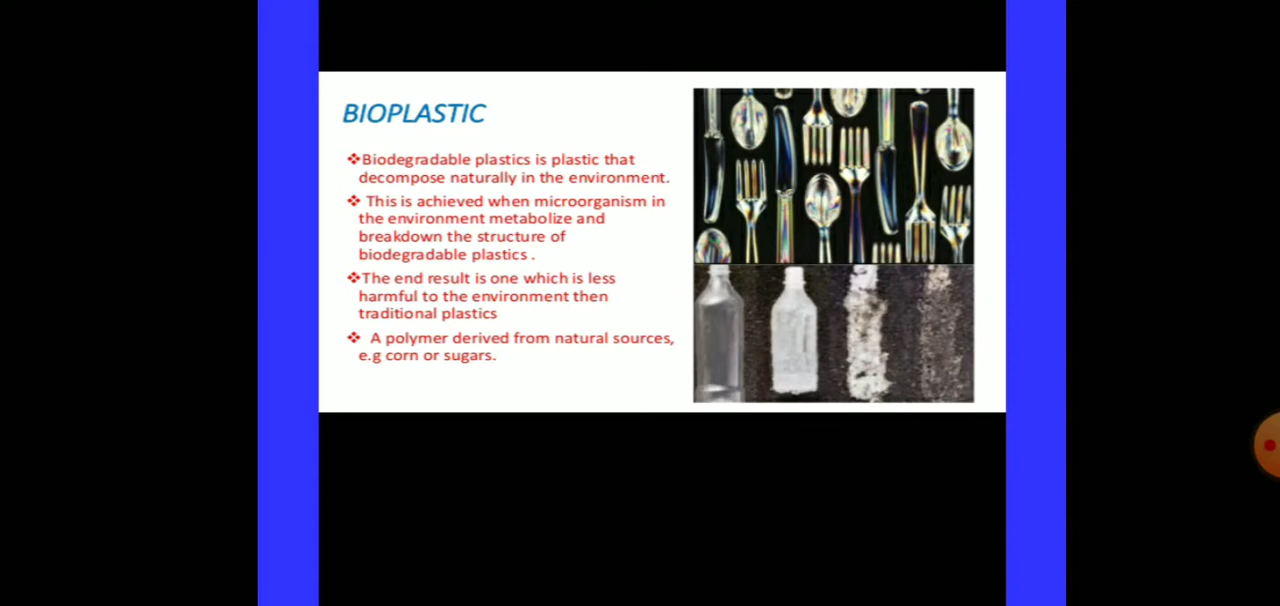 BIOPLASTIC
❖Biodegradable plastics is plastic that
decompose naturally in the environment.
❖ This is achieved when microorganism in
the environment metabolize and
breakdown the structure of
biodegradable plastics .
❖The end result is one which is less
harmful to the environment then
traditional plastics
❖ A polymer derived from natural sources,
e.g corn or sugars.